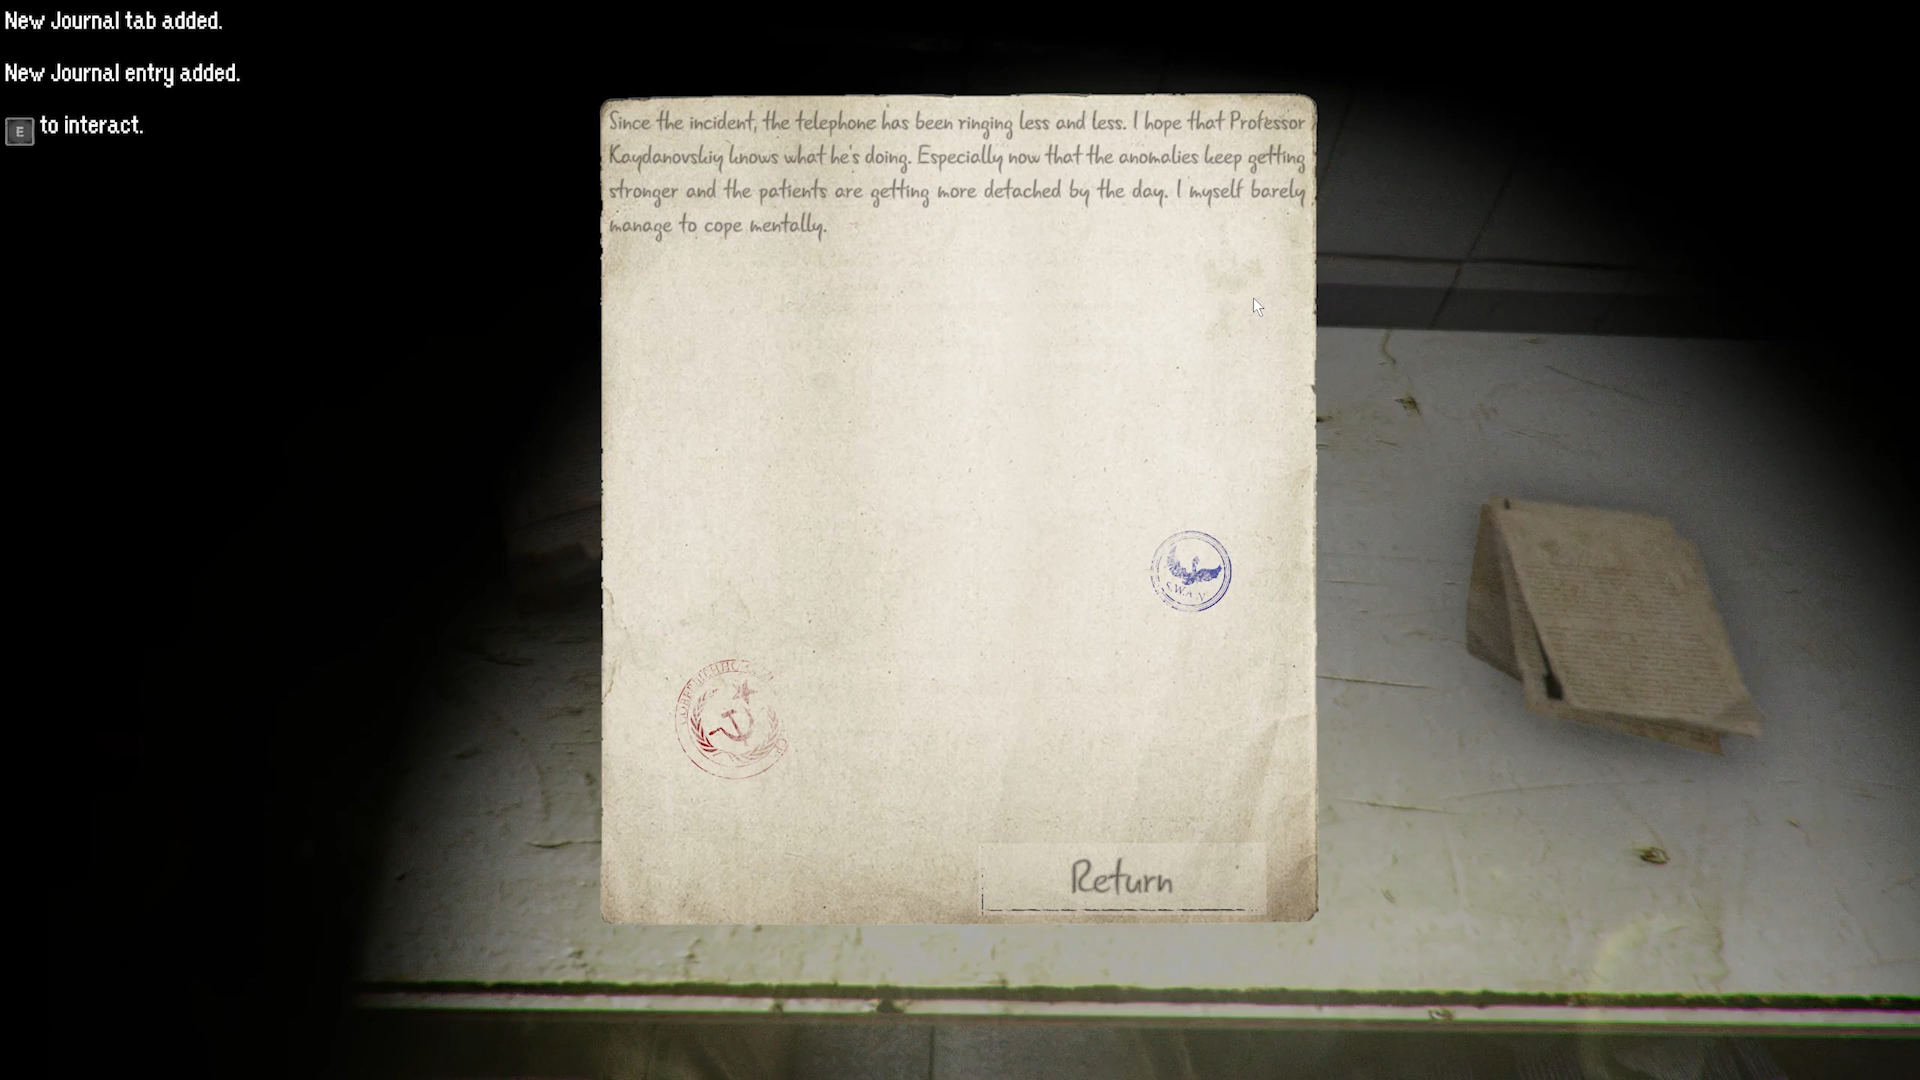 New Journal tab added.
New Journal entry added.
E to interact.
Since the incident, the telephone has been ringing less and less. I hope that Professor
Kaydanovskiy knows what he's doing. Especially now that the anomalies keep getting
stronger and the patients are getting more detached by the day. I myself barely
manage to cope mentally.
S.W.A.N.
Return